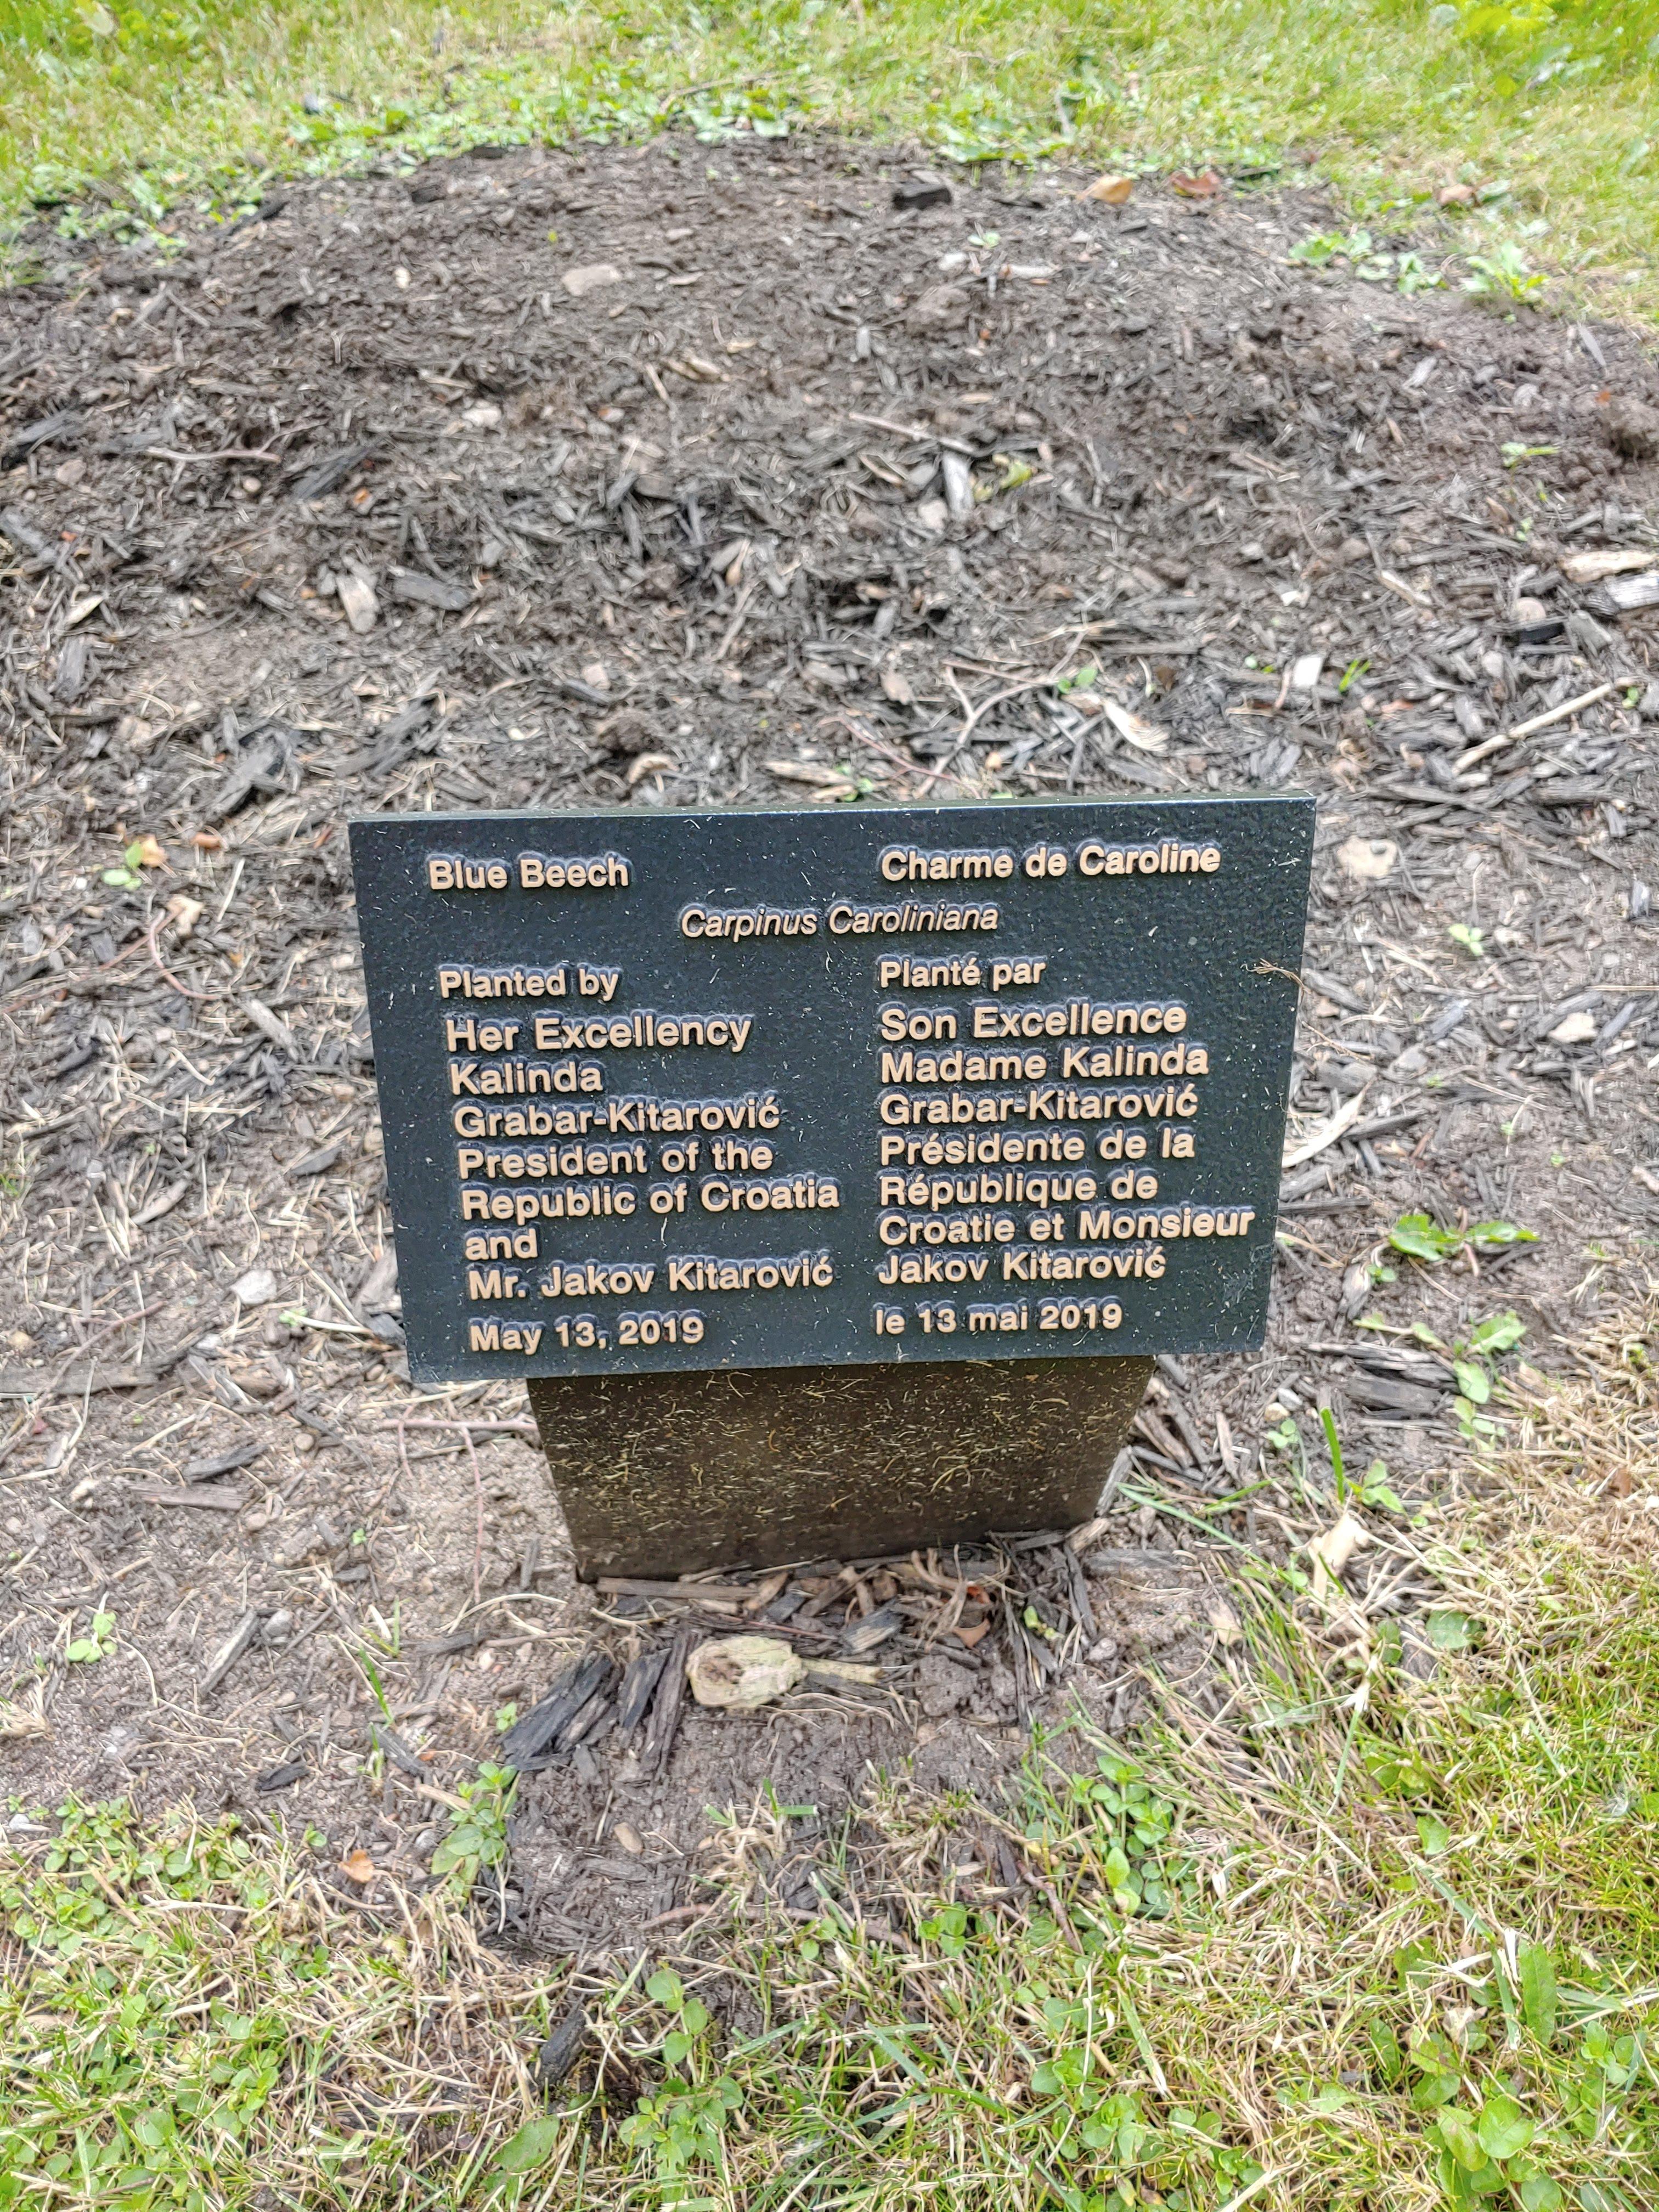 Blue Beech
Charme de Caroline
Carpinus Caroliniana
Planted by
Her Excellency
Kalinda
Grabar-Kitarović
President of the
Republic of Croatia
and
Mr. Jakov Kitarović
May 13, 2019
Planté par
Son Excellence
Madame Kalinda
Grabar-Kitarović
Présidente de la
République de
Croatie et Monsieur
Jakov Kitarović
le 13 mai 2019